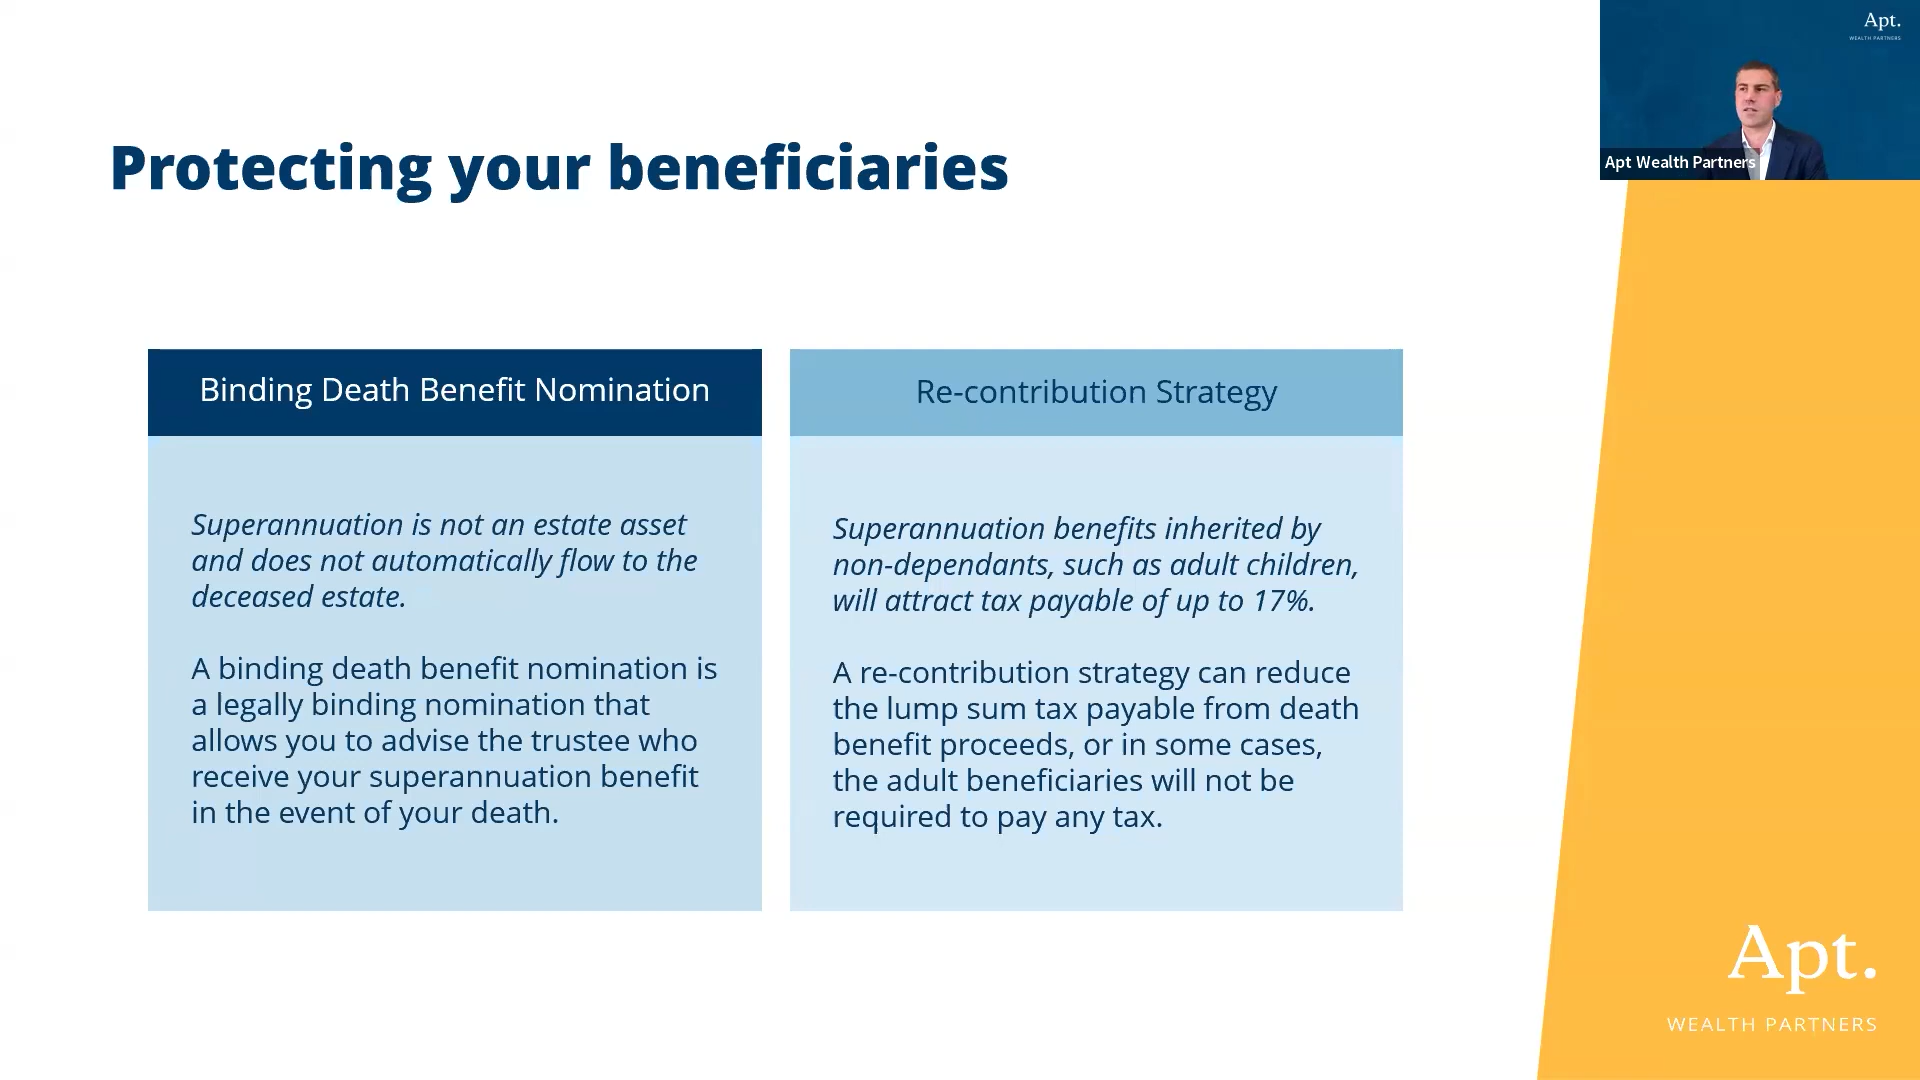 Apt.
WEALTH PARTNERS
Apt Wealth Partners
Protecting your beneficiaries
Binding Death Benefit Nomination
Superannuation is not an estate asset
and does not automatically flow to the
deceased estate.
A binding death benefit nomination is
a legally binding nomination that
allows you to advise the trustee who
receive your superannuation benefit
in the event of your death.
Re-contribution Strategy
Superannuation benefits inherited by
non-dependants, such as adult children,
will attract tax payable of up to 17%.
A re-contribution strategy can reduce
the lump sum tax payable from death
benefit proceeds, or in some cases,
the adult beneficiaries will not be
required to pay any tax.
Apt.
WEALTH PARTNERS